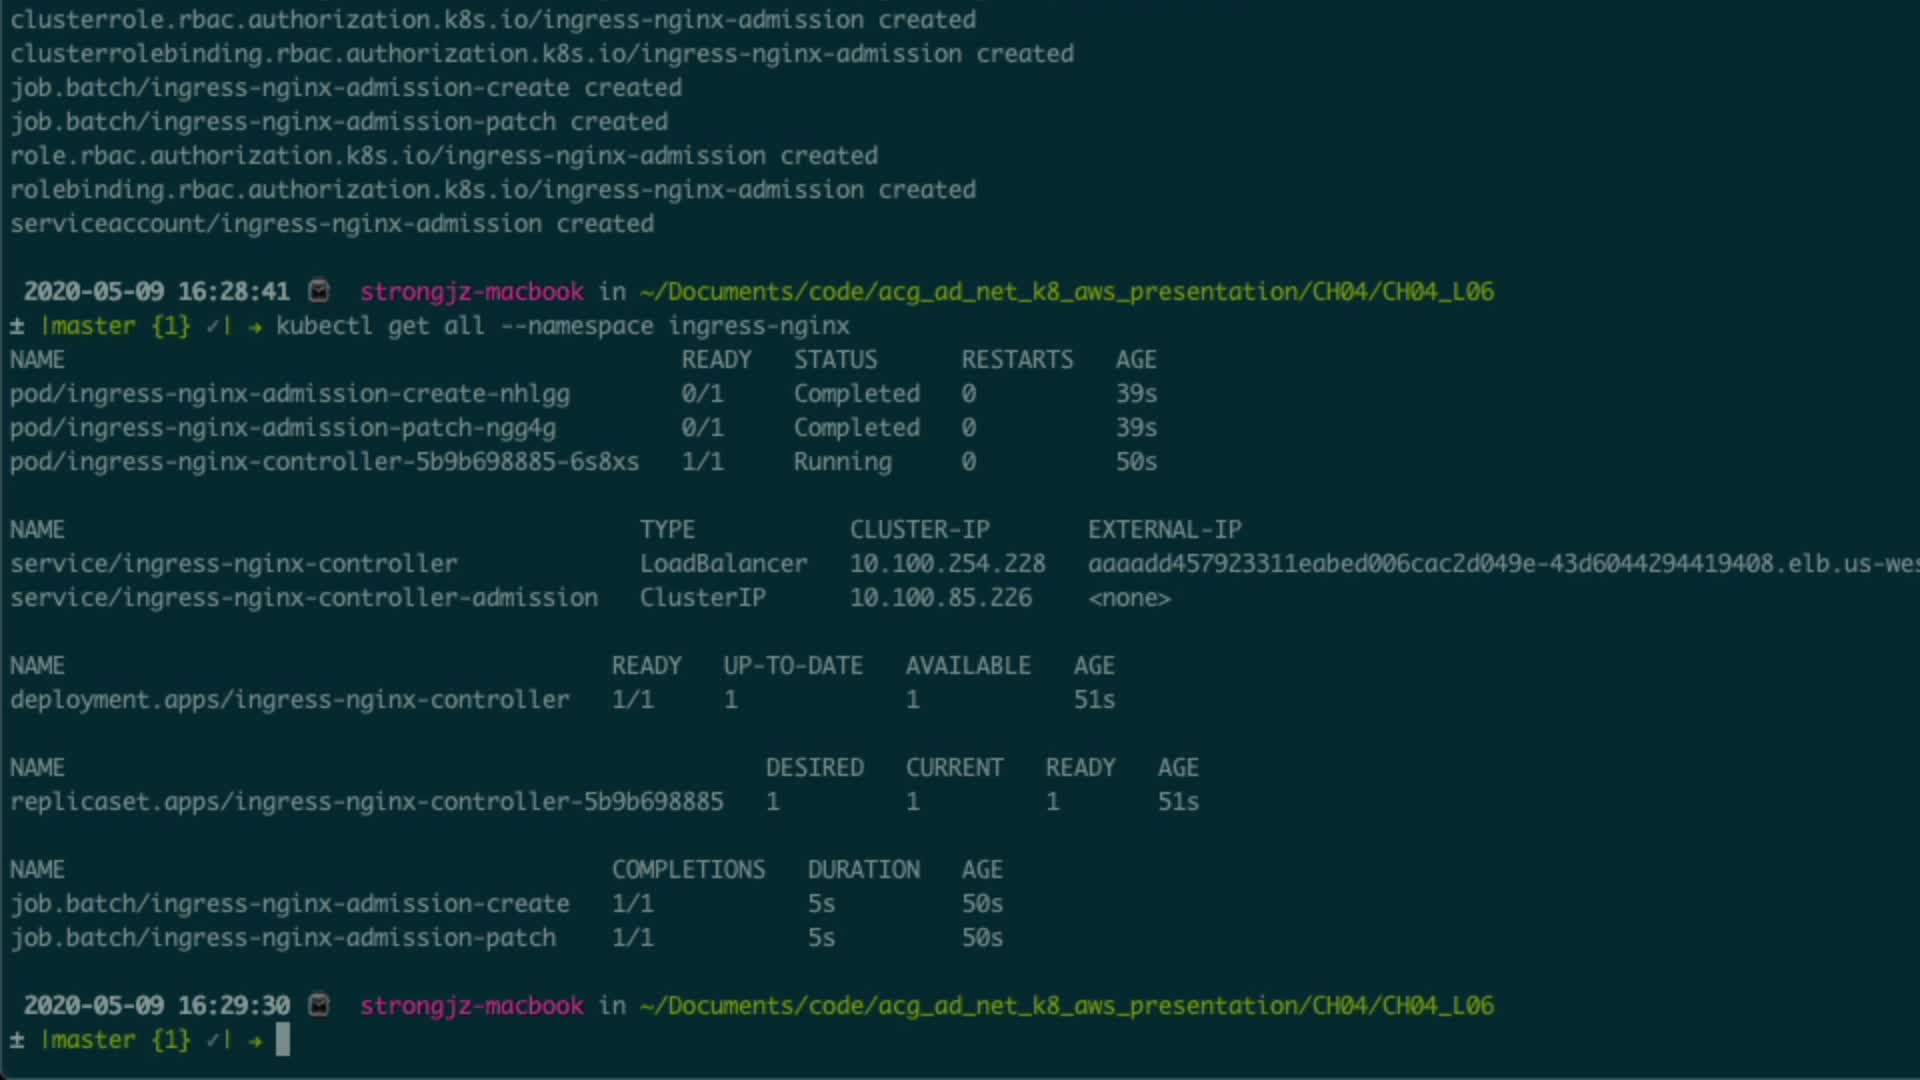 clusterrole.rbac.authorization.k8s.io/ingress-nginx-admission created
clusterrolebinding.rbac.authorization.k8s.io/ingress-nginx-admission created
job.batch/ingress-nginx-admission-create created
job.batch/ingress-nginx-admission-patch created
role.rbac.authorization.k8s.io/ingress-nginx-admission created
rolebinding.rbac.authorization.k8s.io/ingress-nginx-admission created
serviceaccount/ingress-nginx-admission created
2020-05-09 16:28:41 strongjz-macbook in ~/Documents/code/acg_ad_net_k8_aws_presentation/CH04/CH04_L06
± |master {1} ✓| → kubectl get all --namespace ingress-nginx
NAME READY STATUS RESTARTS AGE
pod/ingress-nginx-admission-create-nhlgg 0/1 Completed 0 39s
pod/ingress-nginx-admission-patch-ngg4g 0/1 Completed 0 39s
pod/ingress-nginx-controller-5b9b698885-6s8xs 1/1 Running 0 50s
NAME TYPE CLUSTER-IP EXTERNAL-IP
service/ingress-nginx-controller LoadBalancer 10.100.254.228 aaaadd457923311eabed006cac2d049e-43d6044294419408.elb.us-wes
service/ingress-nginx-controller-admission ClusterIP 10.100.85.226 <none>
NAME READY UP-TO-DATE AVAILABLE AGE
deployment.apps/ingress-nginx-controller 1/1 1 1 51s
NAME DESIRED CURRENT READY AGE
replicaset.apps/ingress-nginx-controller-5b9b698885 1 1 1 51s
NAME COMPLETIONS DURATION AGE
job.batch/ingress-nginx-admission-create 1/1 5s 50s
job.batch/ingress-nginx-admission-patch 1/1 5s 50s
2020-05-09 16:29:30 strongjz-macbook in ~/Documents/code/acg_ad_net_k8_aws_presentation/CH04/CH04_L06
± |master {1} ✓| →